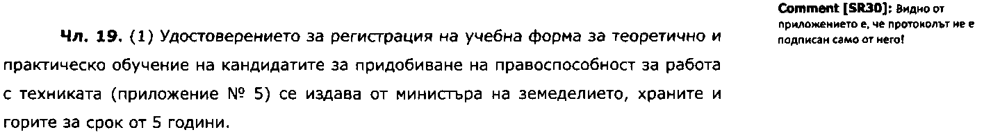 Чл. 19. (1) Удостоверението за регистрация на учебна форма за теоретично и
практическо обучение на кандидатите за придобиване на правоспособност за работа
с техниката (приложение № 5) се издава от министъра на земеделието, храните и
горите за срок от 5 години.
Comment [SR30]: Видно от
приложението е, че протоколът не е
подписан само от него!